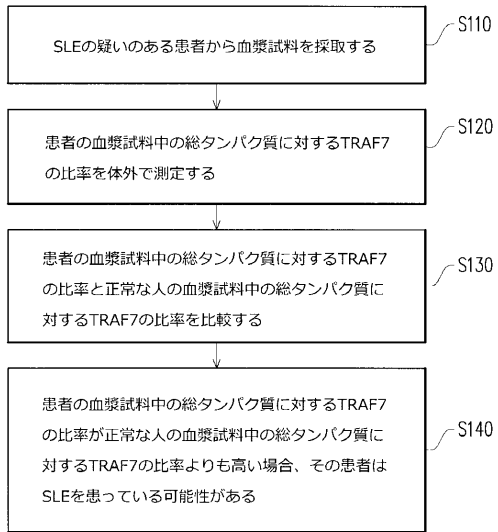 SLEの疑いのある患者から血漿試料を採取する
S110
患者の血漿試料中の総タンパク質に対するTRAF7
の比率を体外で測定する
S120
患者の血漿試料中の総タンパク質に対するTRAF7
の比率と正常な人の血漿試料中の総タンパク質に
対するTRAF7の比率を比較する
S130
患者の血漿試料中の総タンパク質に対するTRAF7
の比率が正常な人の血漿試料中の総タンパク質に
対するTRAF7の比率よりも高い場合、その患者は
SLEを患っている可能性がある
S140